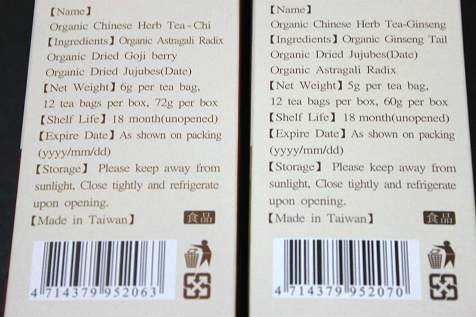 【Name】
Organic Chinese Herb Tea-Chi
【Ingredients】Organic Astragali Radix
Organic Dried Goji berry
Organic Dried Jujubes(Date)
【Net Weight】6g per tea bag,
12 tea bags per box, 72g per box
【Shelf Life】18 month(unopened)
【Expire Date】As shown on packing
(yyyy/mm/dd)
【Storage】Please keep away from
sunlight, Close tightly and refrigerate
upon opening.
【Made in Taiwan】 食品
4 714379 952063
【Name】
Organic Chinese Herb Tea-Ginseng
【Ingredients】Organic Ginseng Tail
Organic Dried Jujubes(Date)
Organic Astragali Radix
【Net Weight】5g per tea bag,
12 tea bags per box, 60g per box
【Shelf Life】18 month(unopened)
【Expire Date】As shown on packing
(yyyy/mm/dd)
【Storage】Please keep away from
sunlight, Close tightly and refrigerate
upon opening.
【Made in Taiwan】 食品
4 714379 952070